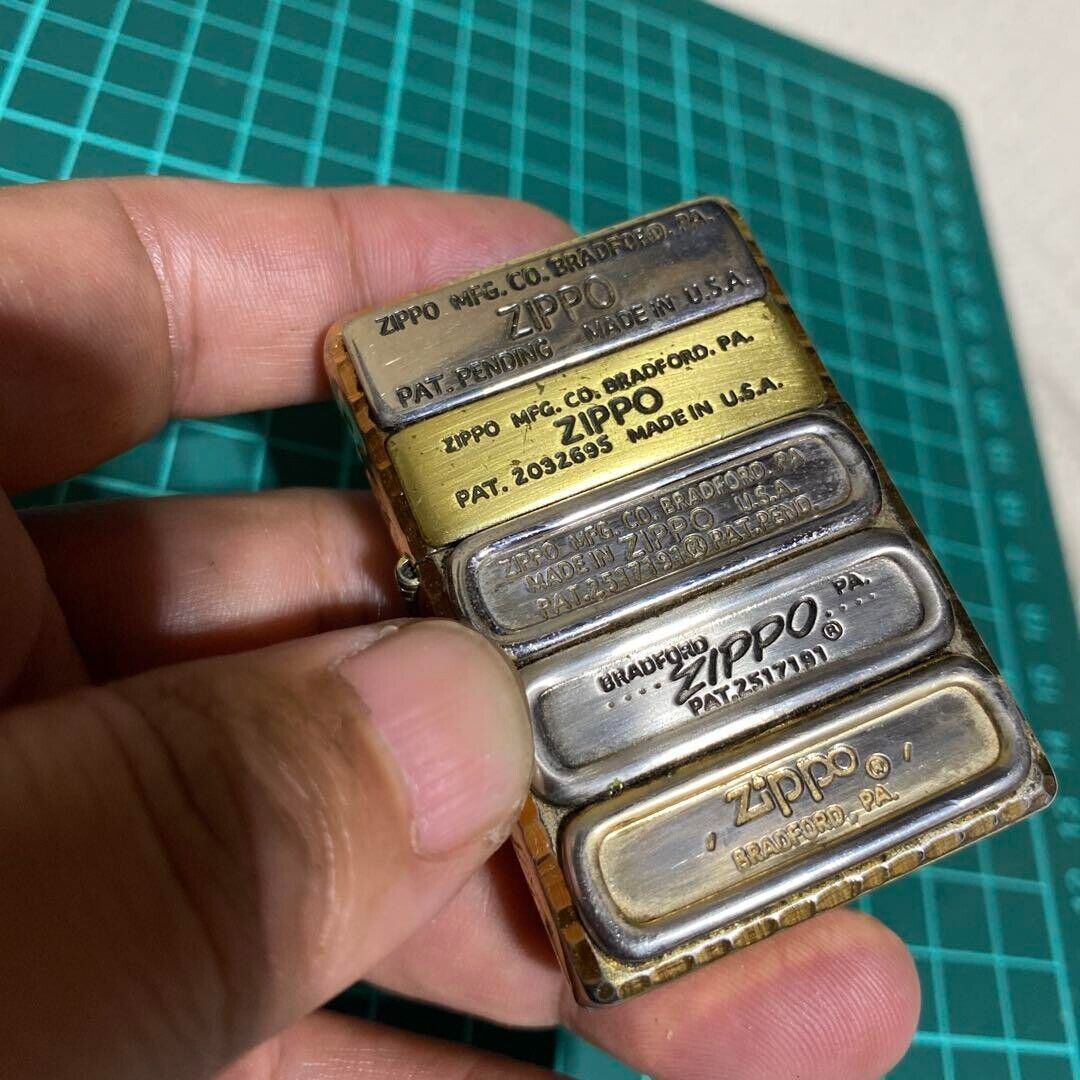 ZIPPO MFG. CO. BRADFORD. PA.
ZIPPO
PAT. PENDING MADE IN U.S.A.
ZIPPO MFG. CO. BRADFORD. PA.
ZIPPO
PAT. 2032695 MADE IN U.S.A.
ZIPPO MFG. CO. BRADFORD, PA
MADE IN ZIPPO U.S.A.
PAT.2517191® PAT. PEND.
BRADFORD PA.
.... ZIPPO ® ....
PAT.2517191
/ Zippo ® /
BRADFORD, PA.